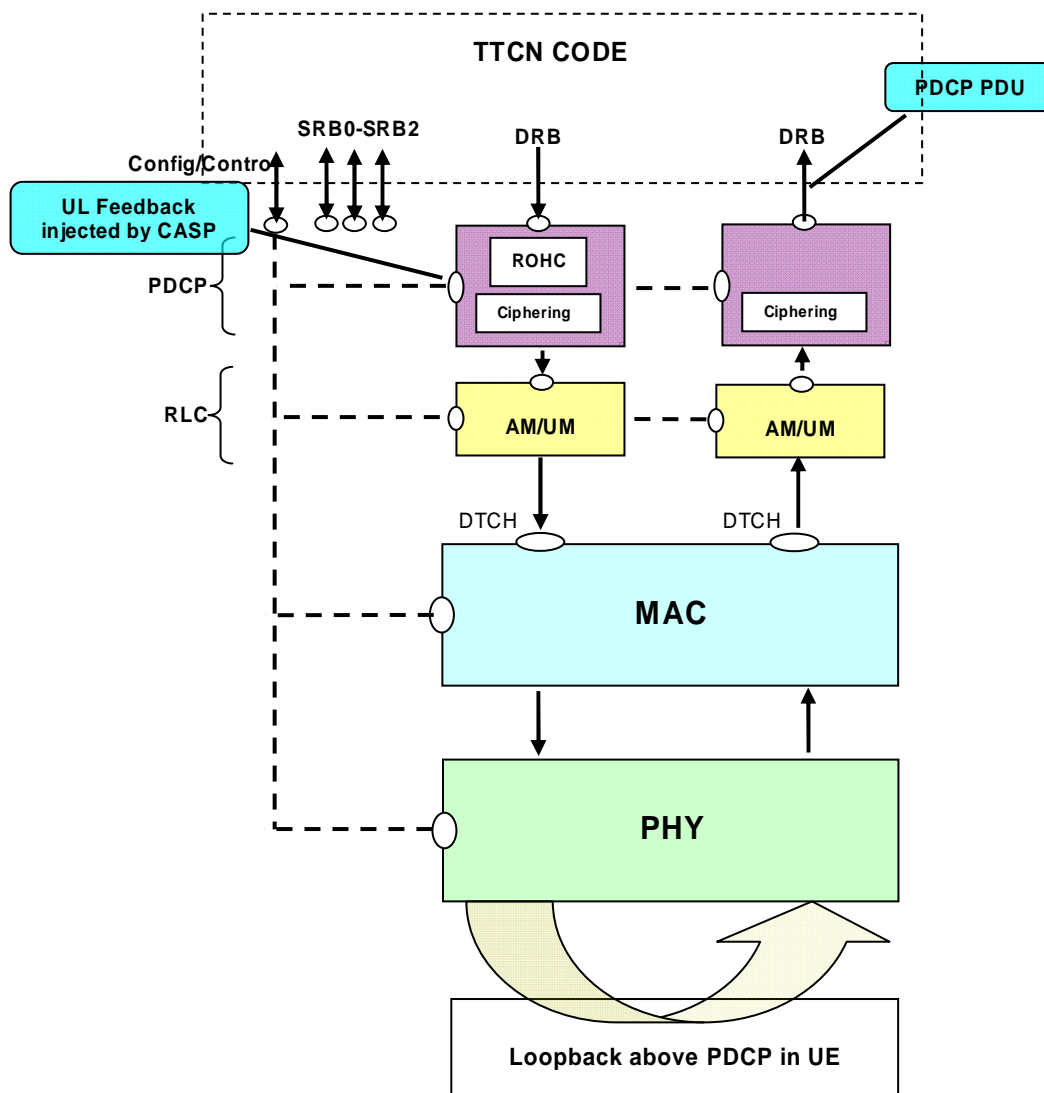 TTCN CODE
PDCP PDU
SRB0-SRB2
DRB
DRB
Config/Contro
UL Feedback
injected by CASP
ROHC
PDCP
Ciphering
Ciphering
RLC
AM/UM
AM/UM
DTCH
DTCH
MAC
PHY
Loopback above PDCP in UE